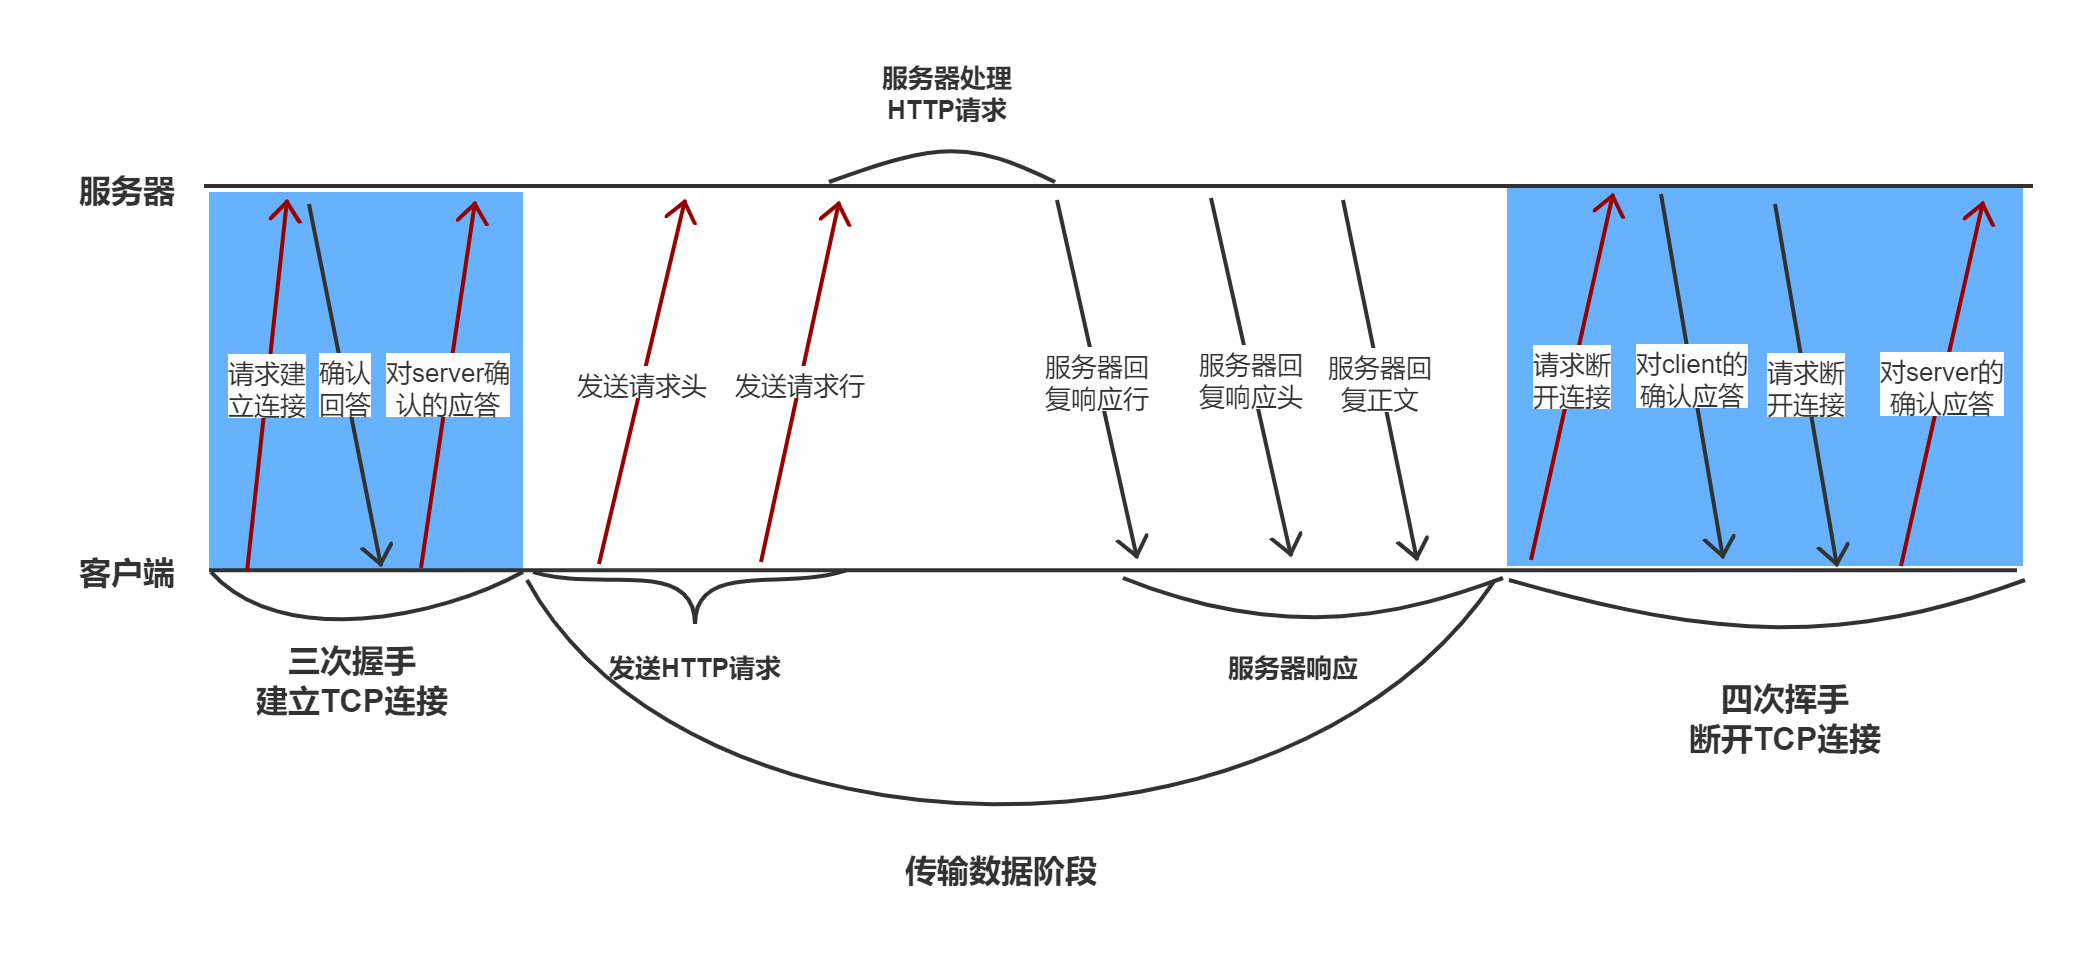 服务器处理
HTTP请求
服务器
请求建
立连接
确认
回答
对server确
认的应答
发送请求头
发送请求行
服务器回
复响应行
服务器回
复响应头
服务器回
复正文
请求断
开连接
对client的
确认应答
请求断
开连接
对server的
确认应答
客户端
三次握手
建立TCP连接
发送HTTP请求
服务器响应
四次挥手
断开TCP连接
传输数据阶段